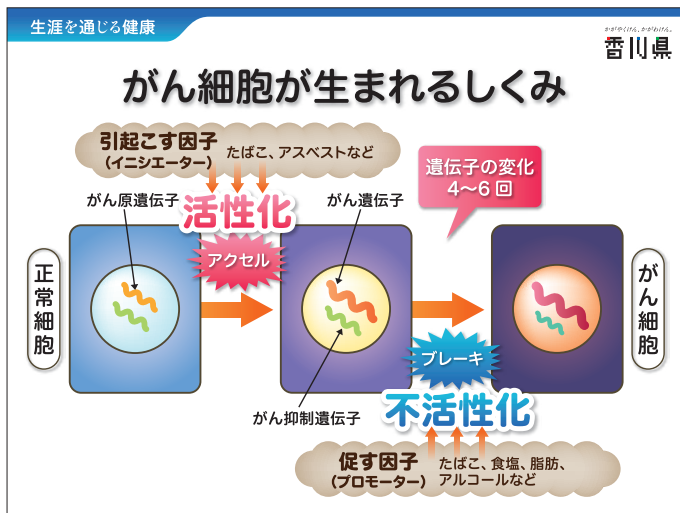 生涯を通じる健康
かがやくけん、かがわけん。
香川県
がん細胞が生まれるしくみ
引起こす因子
(イニシエーター)
たばこ、アスベストなど
遺伝子の変化
4～6回
がん原遺伝子
活性化
アクセル
がん遺伝子
正常細胞
がん細胞
ブレーキ
不活性化
がん抑制遺伝子
促す因子
(プロモーター)
たばこ、食塩、脂肪、
アルコールなど